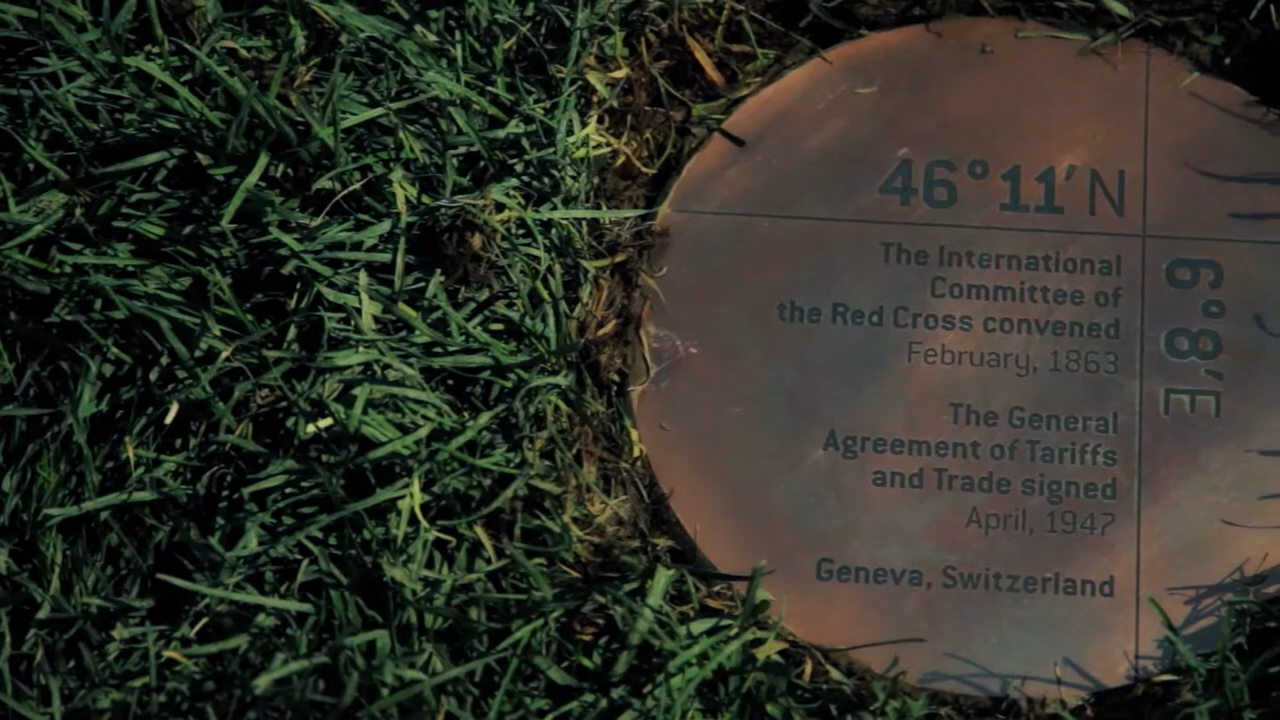 46°11′N
6°8′E
The International
Committee of
the Red Cross convened
February, 1863
The General
Agreement of Tariffs
and Trade signed
April, 1947
Geneva, Switzerland